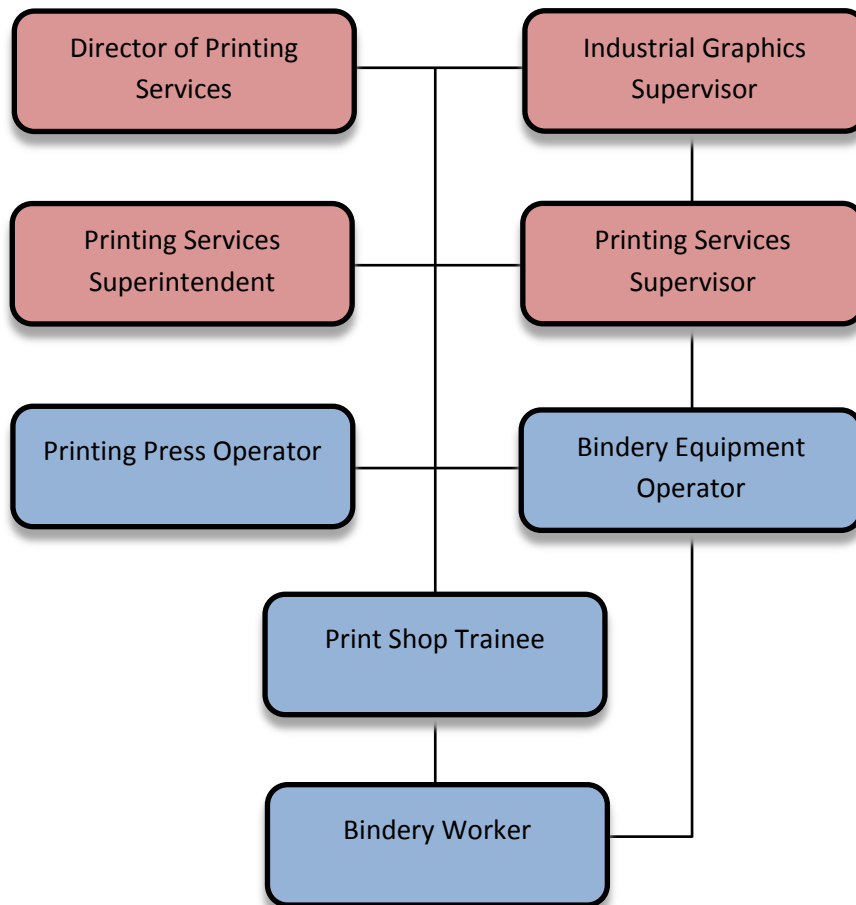 Director of Printing
Services
Industrial Graphics
Supervisor
Printing Services
Superintendent
Printing Services
Supervisor
Printing Press Operator
Bindery Equipment
Operator
Print Shop Trainee
Bindery Worker